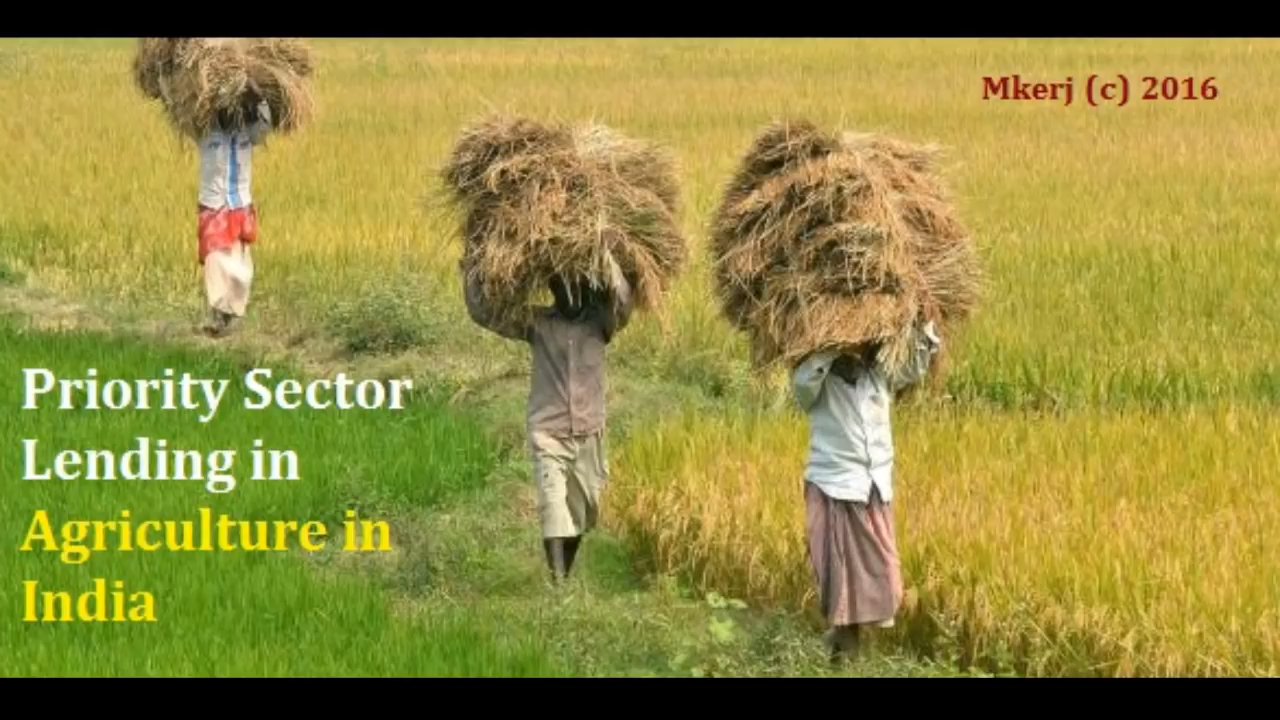 Mkerj (c) 2016
Priority Sector
Lending in
Agriculture in
India